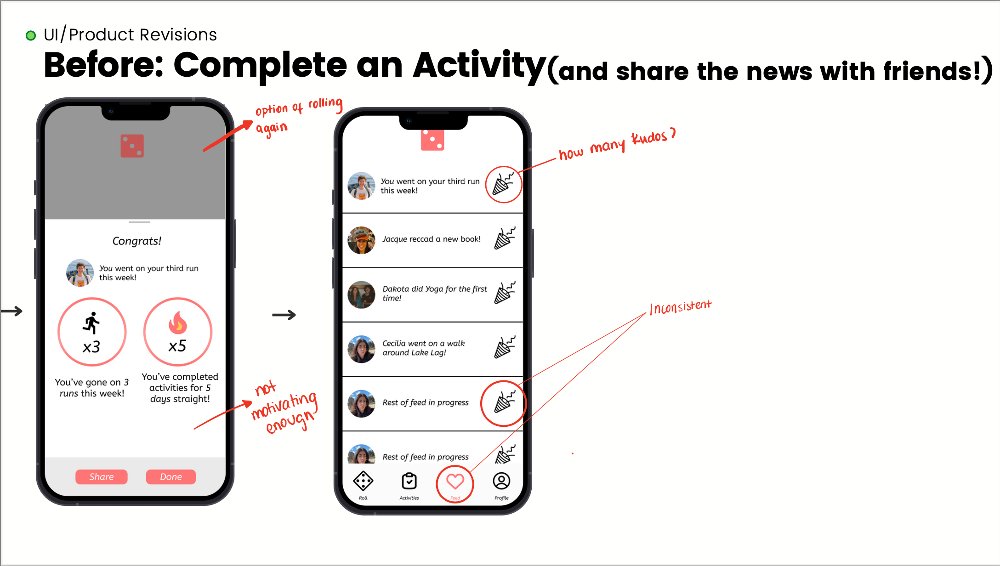 UI/Product Revisions
Before: Complete an Activity(and share the news with friends!)
option of rolling
again
Congrats!
You went on your third run
this week!
x3
x5
You've gone on 3
runs this week!
You've completed
activities for 5
days straight!
not
motivating
enough
Share
Done
how many kudos?
You went on your third run
this week!
Jacque reccad a new book!
Dakota did Yoga for the first
time!
Cecilia went on a walk
around Lake Lag!
Inconsistent
Rest of feed in progress
Rest of feed in progress
Roll
Activities
Feed
Profile